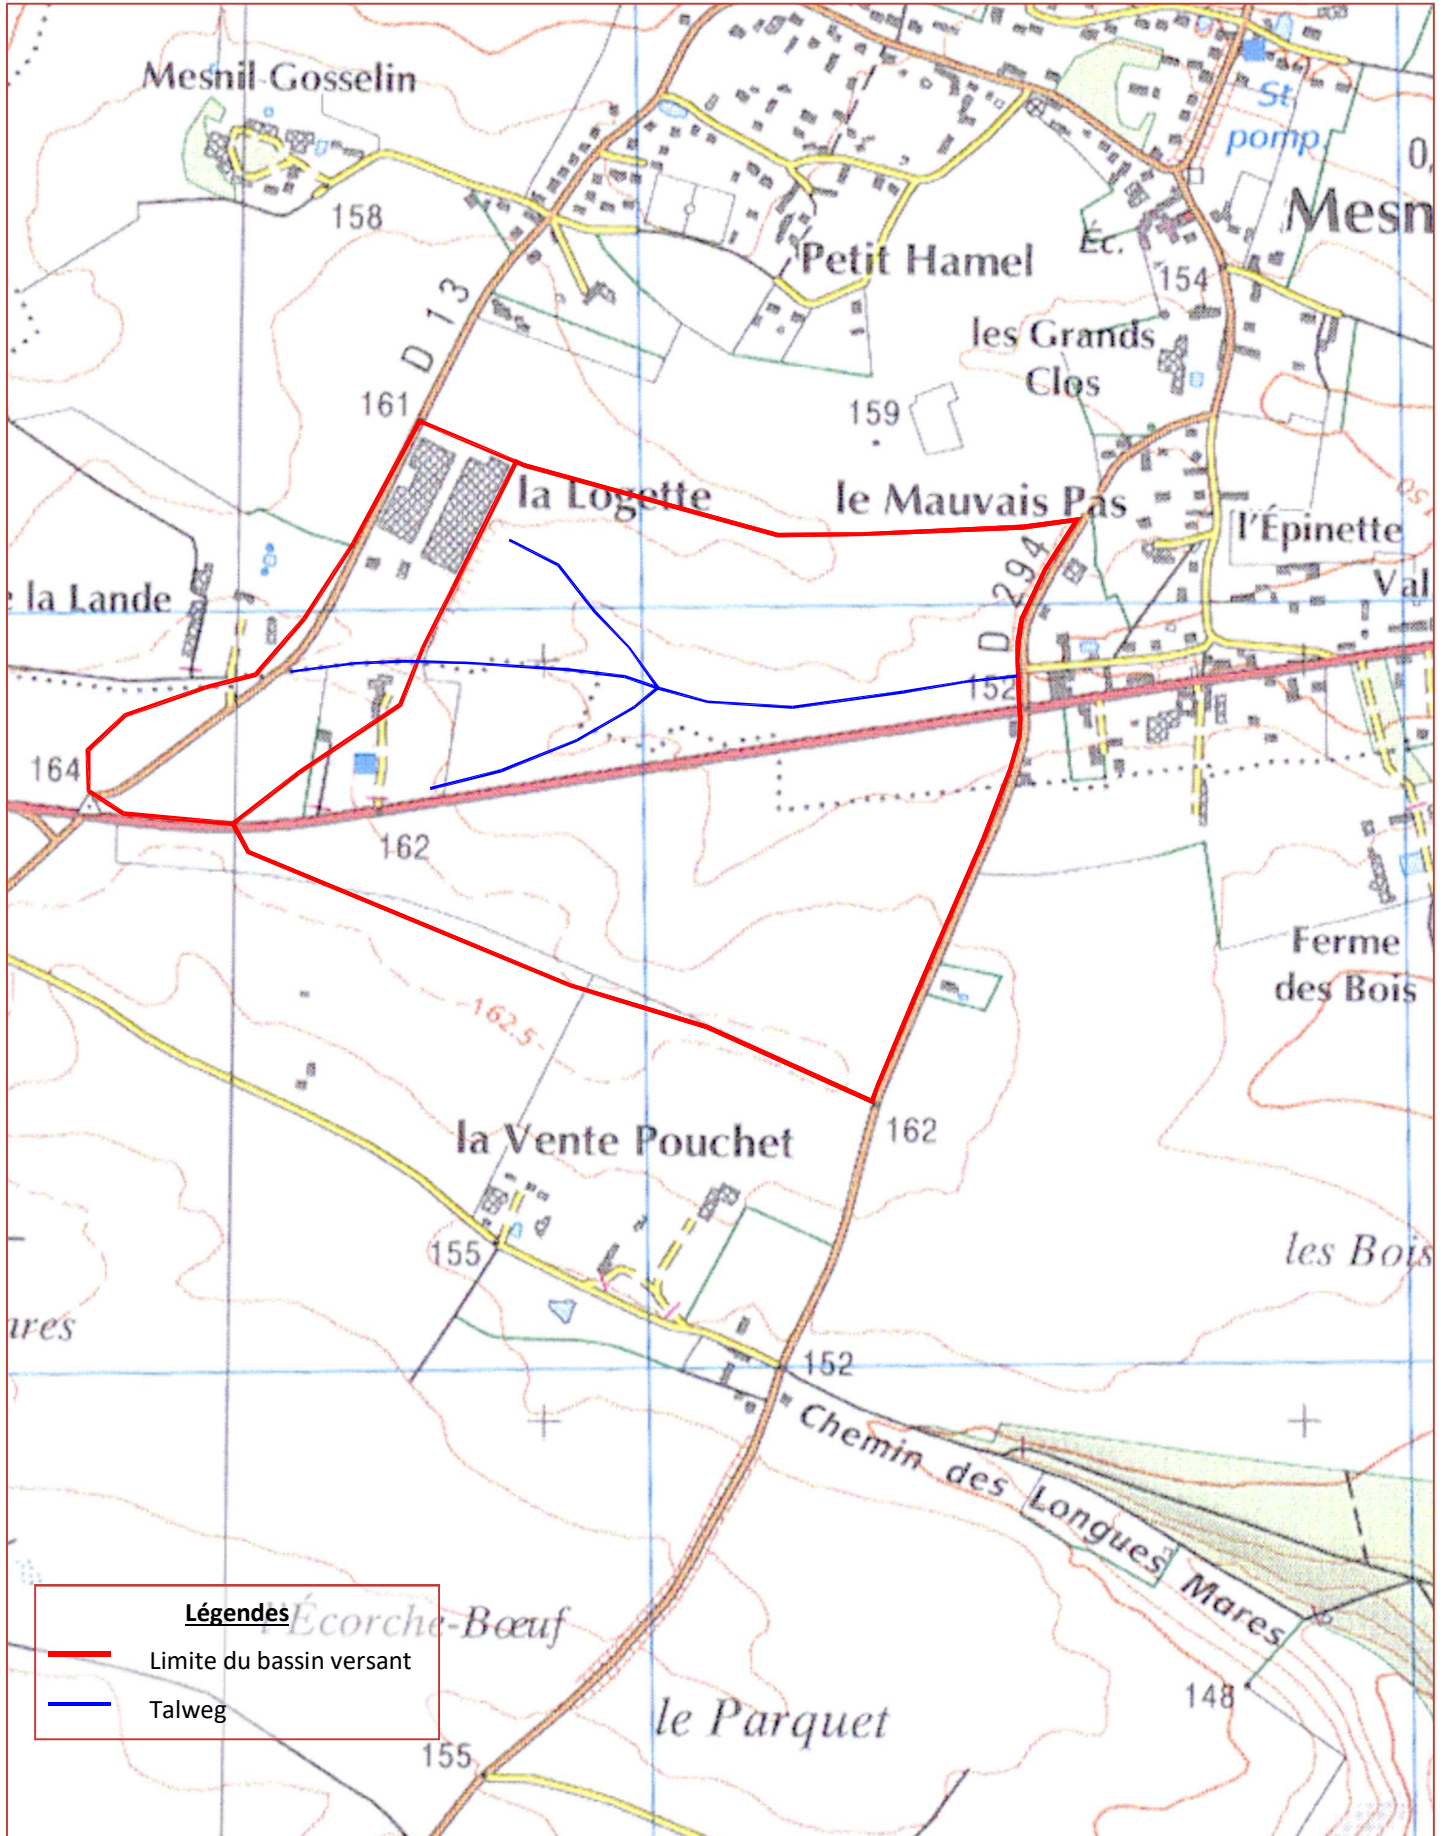 Mesnil-Gosselin
St
pomp.
0,
Mesn
158
Éc.
Petit Hamel
154
D 13
les Grands
Clos
161
159
la Logette
le Mauvais Pas
50
l'Épinette
D 294
e la Lande
Val
152
164
162
Ferme
des Bois
162.5
162
la Vente Pouchet
155
les Bois
ares
152
Chemin des Longues Mares
Légendes
l'Écorche-Bœuf
Limite du bassin versant
Talweg
148
le Parquet
155